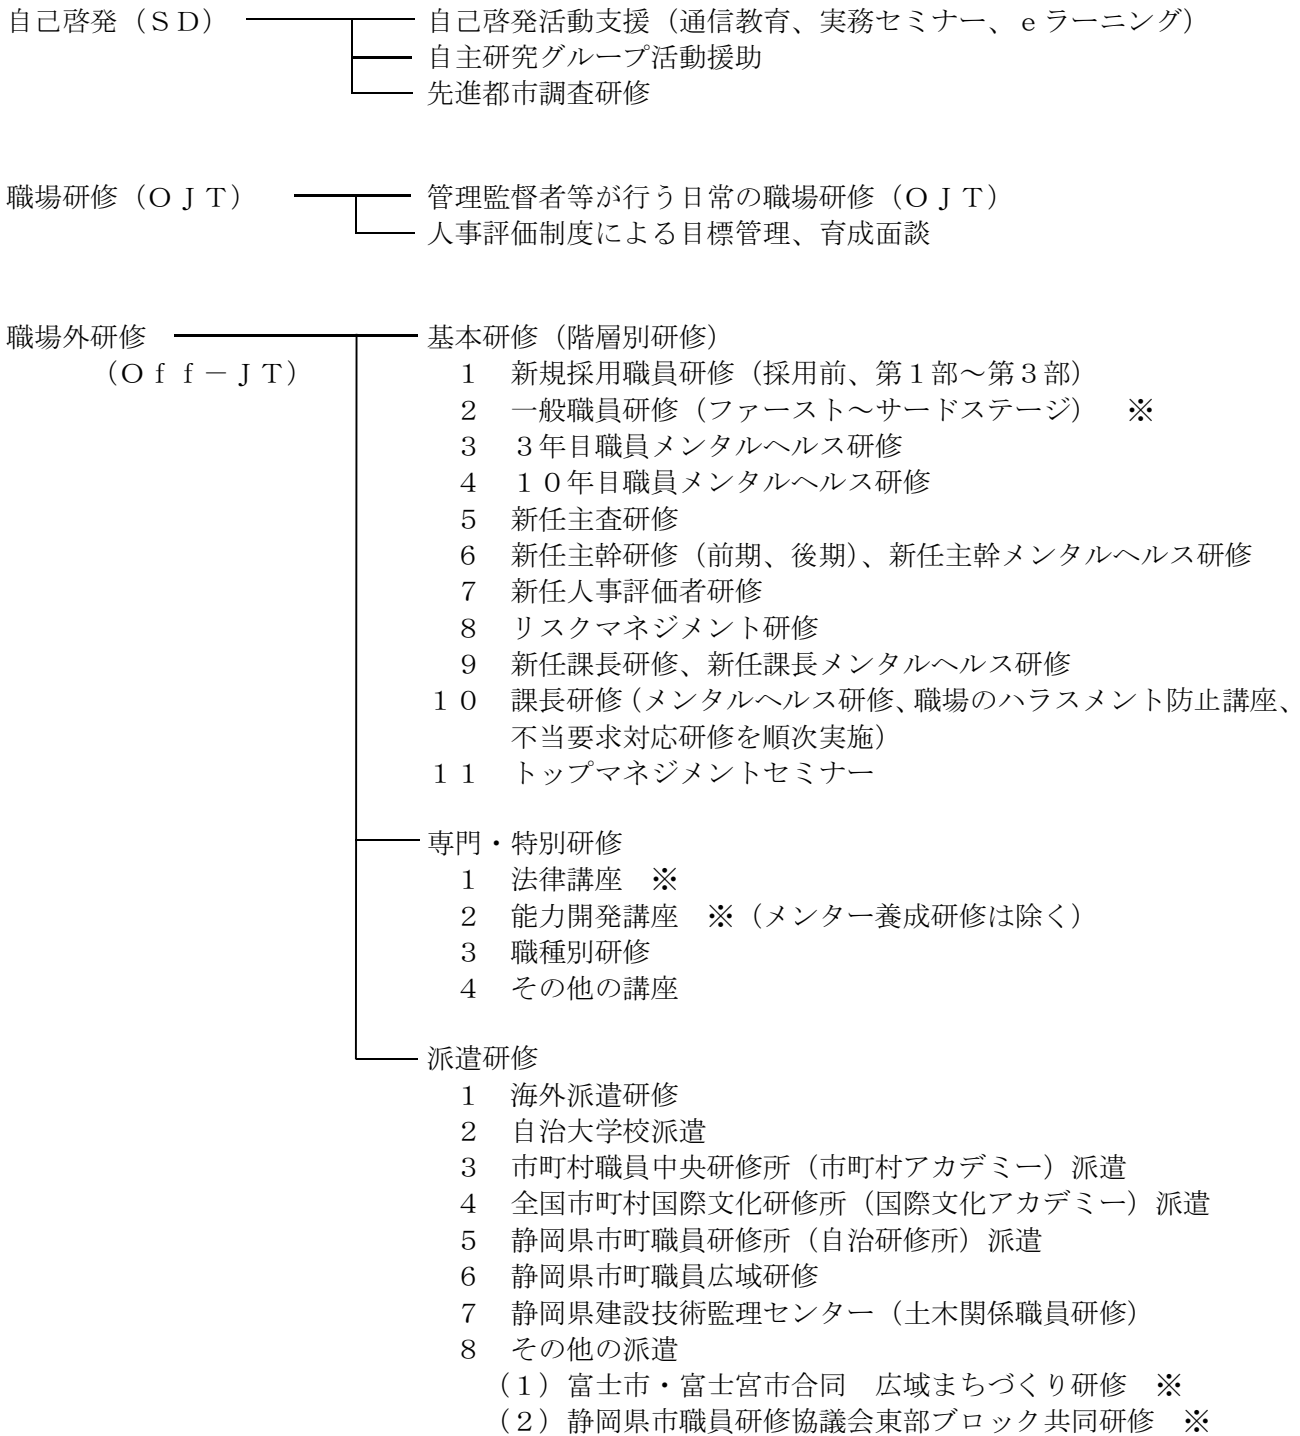 自己啓発（ＳＤ）　自己啓発活動支援（通信教育、実務セミナー、ｅラーニング）
自主研究グループ活動援助
先進都市調査研修
職場研修（ＯＪＴ）　管理監督者等が行う日常の職場研修（ＯＪＴ）
人事評価制度による目標管理、育成面談
職場外研修　基本研修（階層別研修）
（Ｏｆｆ－ＪＴ）　１　新規採用職員研修（採用前、第１部～第３部）
２　一般職員研修（ファースト～サードステージ）　※
３　３年目職員メンタルヘルス研修
４　１０年目職員メンタルヘルス研修
５　新任主査研修
６　新任主幹研修（前期、後期）、新任主幹メンタルヘルス研修
７　新任人事評価者研修
８　リスクマネジメント研修
９　新任課長研修、新任課長メンタルヘルス研修
１０　課長研修（メンタルヘルス研修、職場のハラスメント防止講座、
不当要求対応研修を順次実施）
１１　トップマネジメントセミナー
専門・特別研修
１　法律講座　※
２　能力開発講座　※（メンター養成研修は除く）
３　職種別研修
４　その他の講座
派遣研修
１　海外派遣研修
２　自治大学校派遣
３　市町村職員中央研修所（市町村アカデミー）派遣
４　全国市町村国際文化研修所（国際文化アカデミー）派遣
５　静岡県市町職員研修所（自治研修所）派遣
６　静岡県市町職員広域研修
７　静岡県建設技術監理センター（土木関係職員研修）
８　その他の派遣
（１）富士市・富士宮市合同　広域まちづくり研修　※
（２）静岡県市職員研修協議会東部ブロック共同研修　※